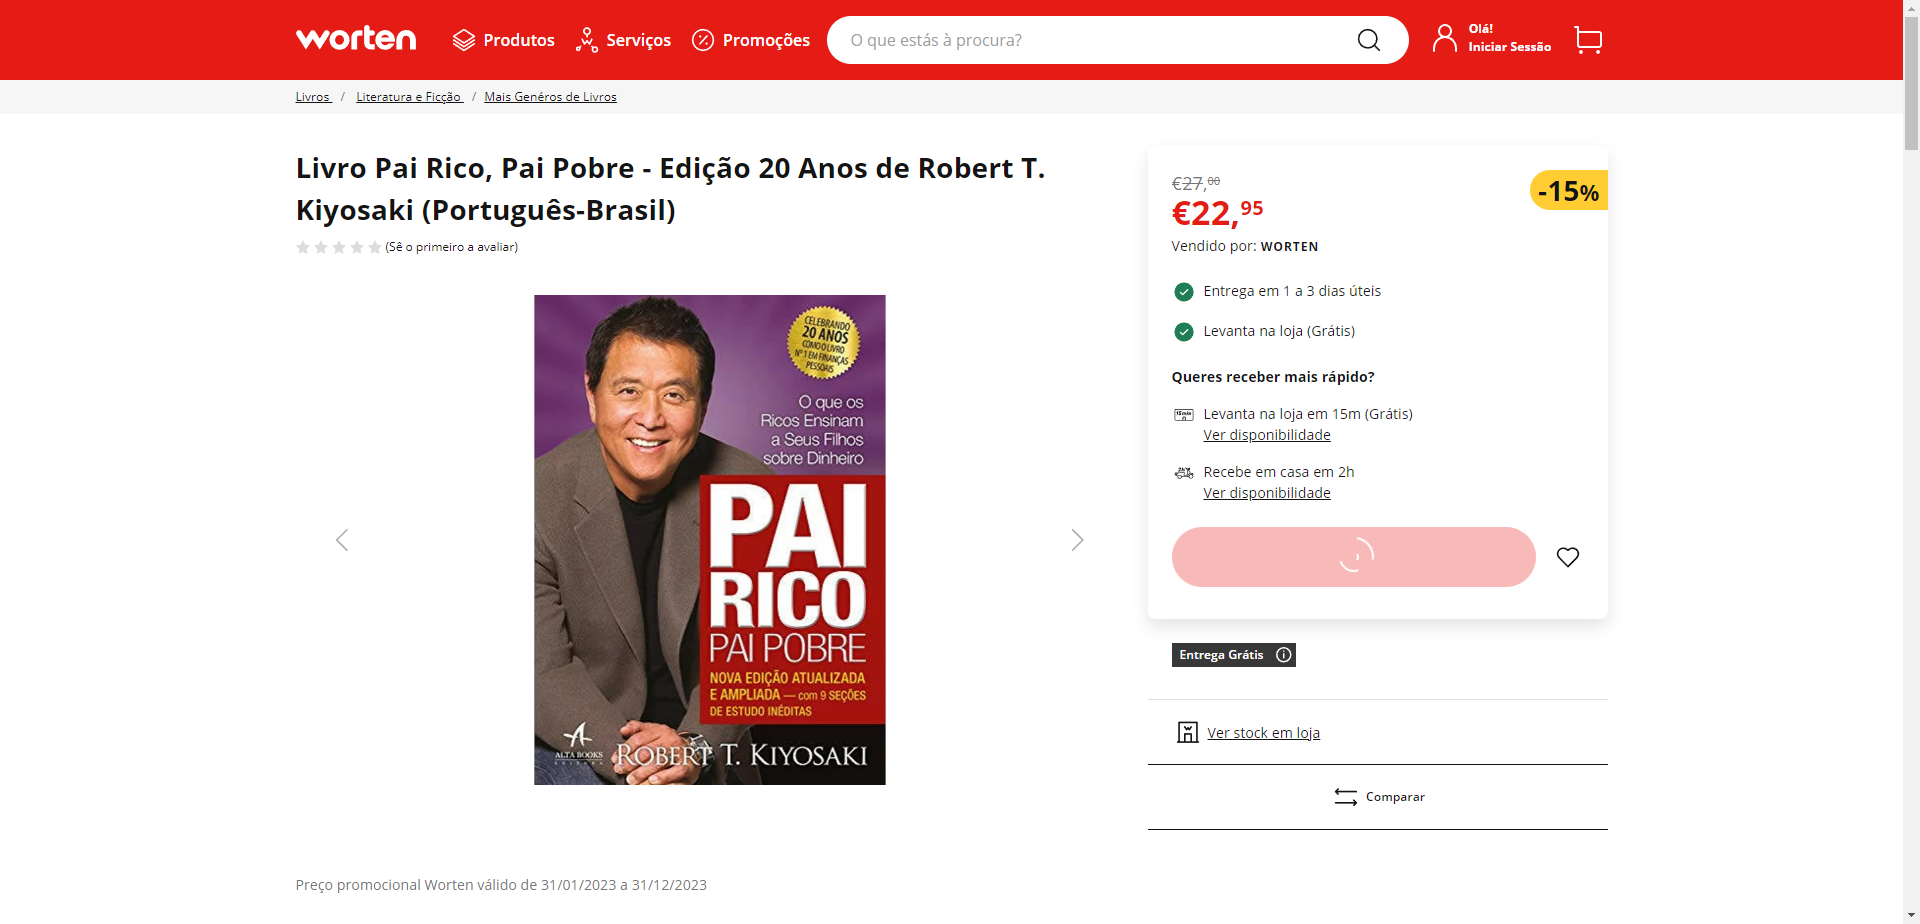 worten
Produtos
Serviços
Promoções
O que estás à procura?
Olá!
Iniciar Sessão
Livros / Literatura e Ficção / Mais Genéros de Livros
Livro Pai Rico, Pai Pobre - Edição 20 Anos de Robert T.
Kiyosaki (Português-Brasil)
(Sê o primeiro a avaliar)
CELEBRANDO
20 ANOS
COMO O LIVRO
Nº 1 EM FINANÇAS
PESSOAIS
O que os
Ricos Ensinam
a Seus Filhos
sobre Dinheiro
PAI
RICO
PAI POBRE
NOVA EDIÇÃO ATUALIZADA
E AMPLIADA — com 9 SEÇÕES
DE ESTUDO INÉDITAS
ALTA BOOKS
EDITORA
ROBERT T. KIYOSAKI
€27,00
-15%
€22,95
Vendido por: WORTEN
Entrega em 1 a 3 dias úteis
Levanta na loja (Grátis)
Queres receber mais rápido?
Levanta na loja em 15m (Grátis)
Ver disponibilidade
Recebe em casa em 2h
Ver disponibilidade
Entrega Grátis
Ver stock em loja
Comparar
Preço promocional Worten válido de 31/01/2023 a 31/12/2023